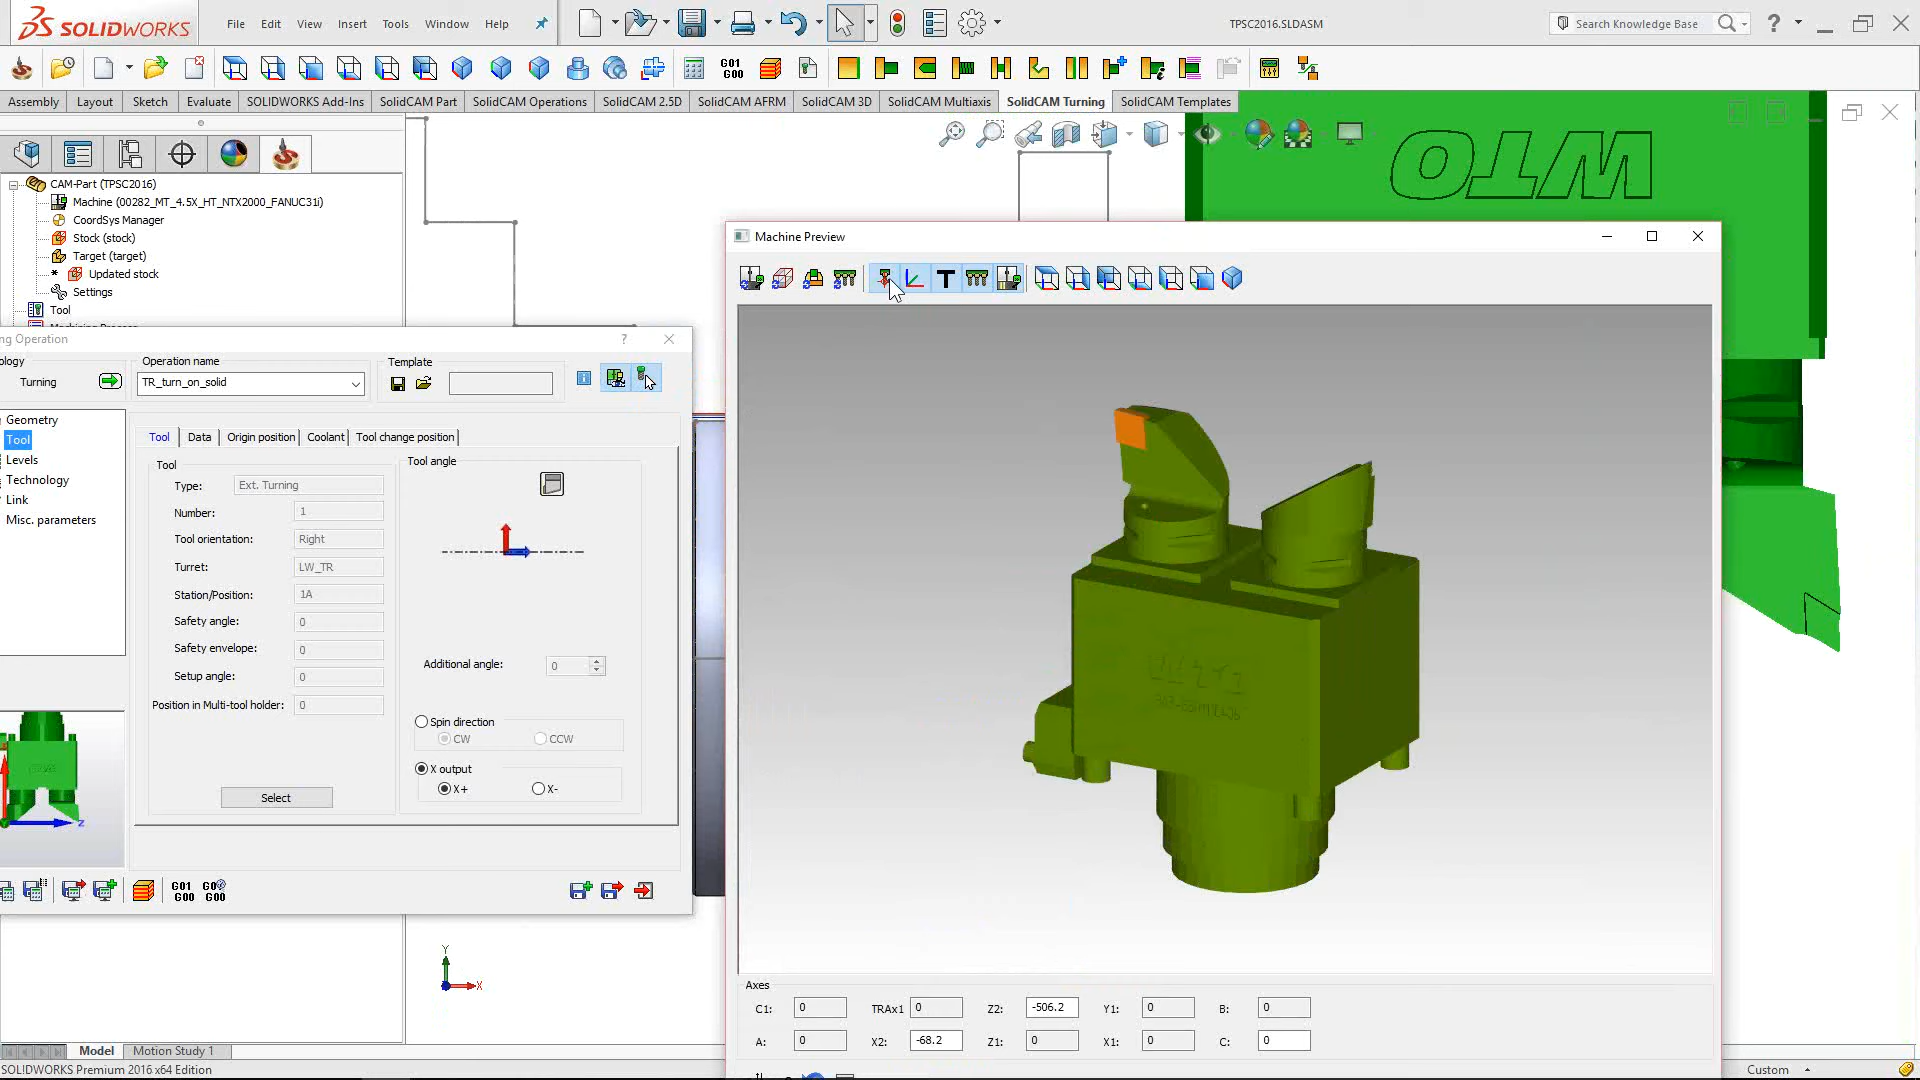 SOLIDWORKS
File Edit View Insert Tools Window Help
TPSC2016.SLDASM
Search Knowledge Base
?
G01
G00
Assembly Layout Sketch Evaluate SOLIDWORKS Add-Ins SolidCAM Part SolidCAM Operations SolidCAM 2.5D SolidCAM AFRM SolidCAM 3D SolidCAM Multiaxis SolidCAM Turning SolidCAM Templates
WTO
CAM-Part (TPSC2016)
Machine (00282_MT_4.5X_HT_NTX2000_FANUC31i)
CoordSys Manager
Stock (stock)
Target (target)
* Updated stock
Settings
Tool
Machine Preview
T
ng Operation
?
ology
Turning
Operation name
TR_turn_on_solid
Template
Geometry
Tool
Levels
Technology
Link
Misc. parameters
Tool Data Origin position Coolant Tool change position
Tool
Type: Ext. Turning
Number: 1
Tool orientation: Right
Turret: LW_TR
Station/Position: 1A
Safety angle: 0
Safety envelope: 0
Setup angle: 0
Position in Multi-tool holder: 0
Select
Tool angle
Additional angle: 0
Spin direction
CW CCW
X output
X+ X-
Z
G01
G00
G0
G00
Y
X
Axes
C1: 0 TRAx1 0 Z2: -506.2 Y1: 0 B: 0
A: 0 X2: -68.2 Z1: 0 X1: 0 C: 0
Model Motion Study 1
SOLIDWORKS Premium 2016 x64 Edition
Custom